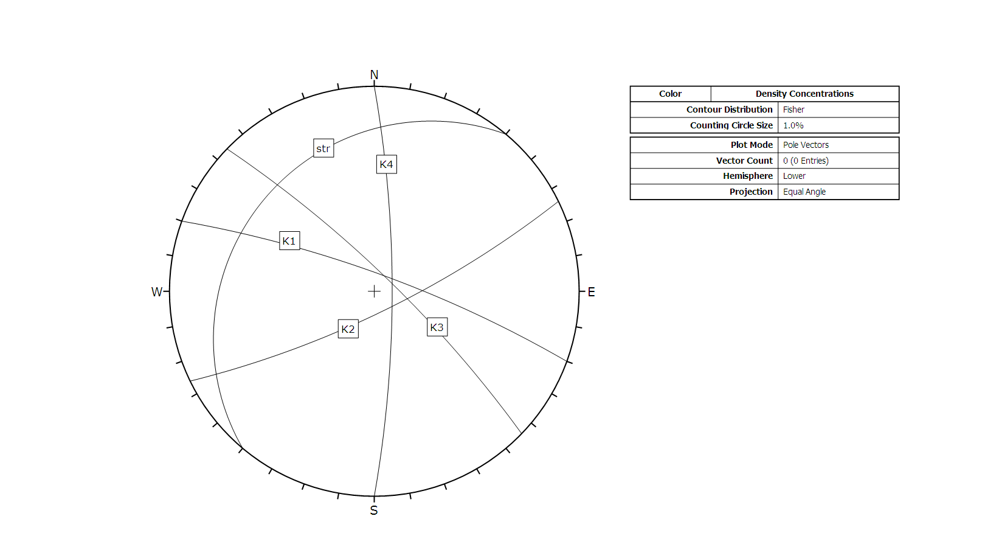 N
Color Density Concentrations
Contour Distribution Fisher
Counting Circle Size 1.0%
str
Plot Mode Pole Vectors
K4
Vector Count 0 (0 Entries)
Hemisphere Lower
Projection Equal Angle
K1
W
E
K2
K3
S